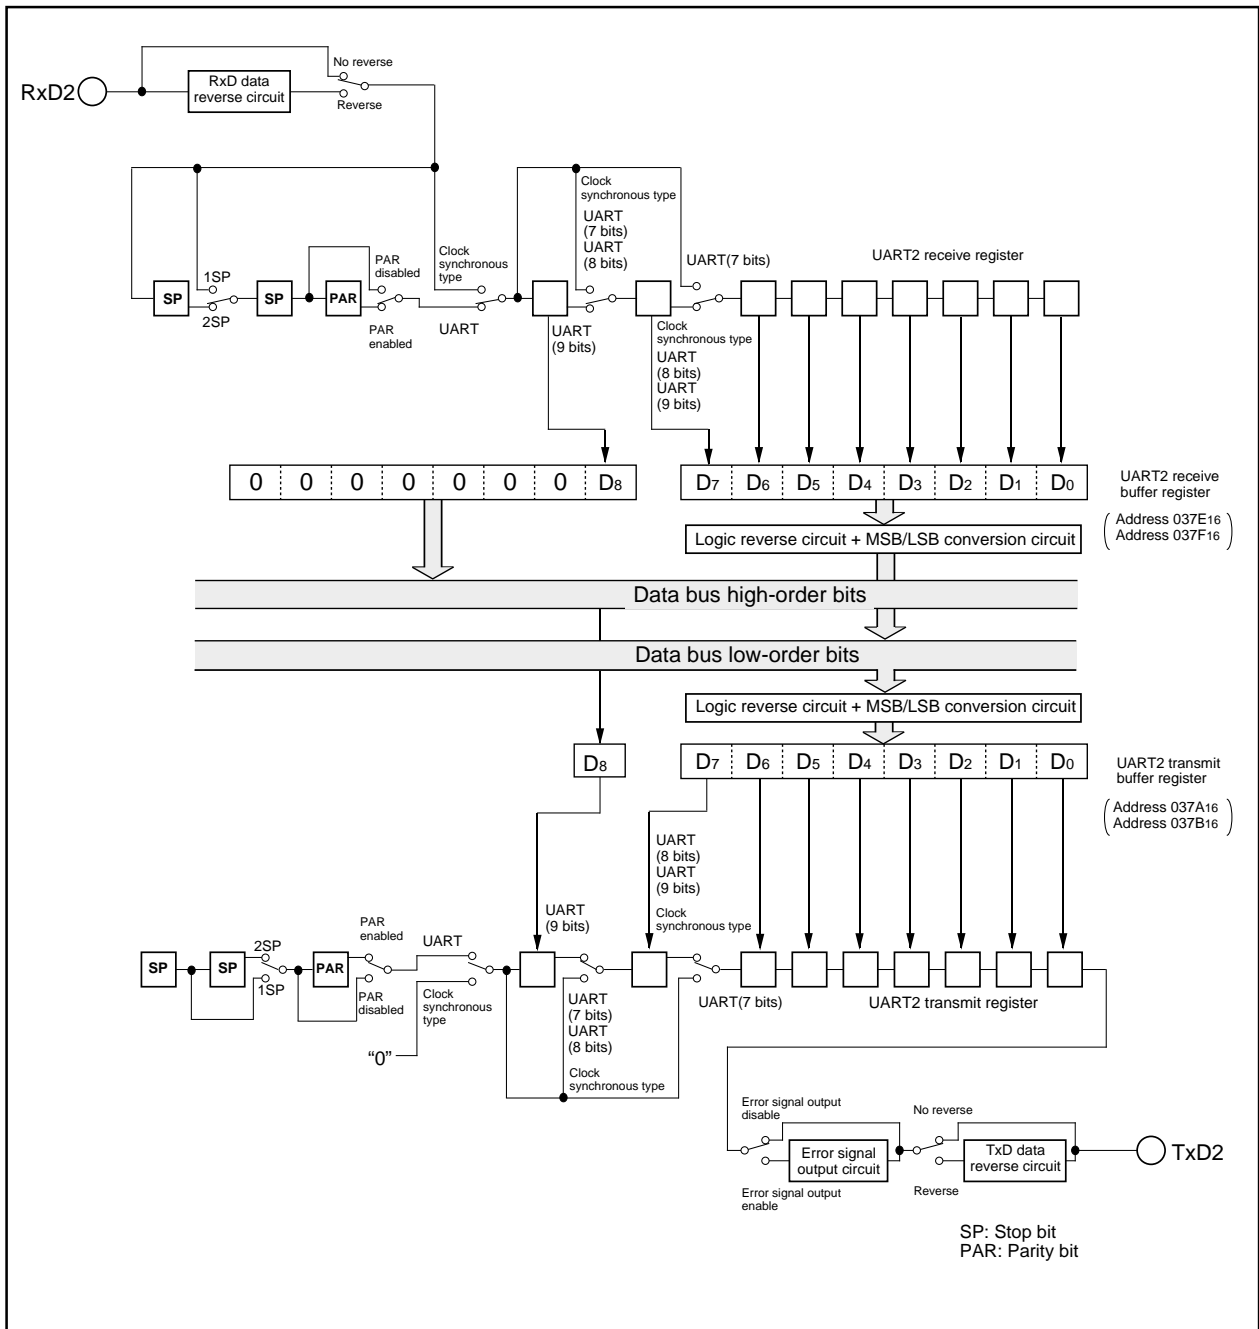 No reverse
RxD2
RxD data
reverse circuit
Reverse
Clock
synchronous type
UART
(7 bits)
UART
(8 bits)
UART(7 bits)
UART2 receive register
PAR
disabled
Clock
synchronous
type
1SP
SP
SP
PAR
2SP
PAR
enabled
UART
UART
(9 bits)
Clock
synchronous type
UART
(8 bits)
UART
(9 bits)
0 0 0 0 0 0 0 D8
D7 D6 D5 D4 D3 D2 D1 D0
UART2 receive
buffer register
Address 037E16
Address 037F16
Logic reverse circuit + MSB/LSB conversion circuit
Data bus high-order bits
Data bus low-order bits
Logic reverse circuit + MSB/LSB conversion circuit
D8
D7 D6 D5 D4 D3 D2 D1 D0
UART2 transmit
buffer register
Address 037A16
Address 037B16
UART
(8 bits)
UART
(9 bits)
Clock
synchronous type
UART
(9 bits)
PAR
enabled
UART
2SP
SP
SP
PAR
1SP
PAR
disabled
Clock
synchronous
type
“0”
UART
(7 bits)
UART
(8 bits)
Clock
synchronous type
UART(7 bits)
UART2 transmit register
Error signal output
disable
No reverse
Error signal
output circuit
TxD data
reverse circuit
TxD2
Error signal output
enable
Reverse
SP: Stop bit
PAR: Parity bit